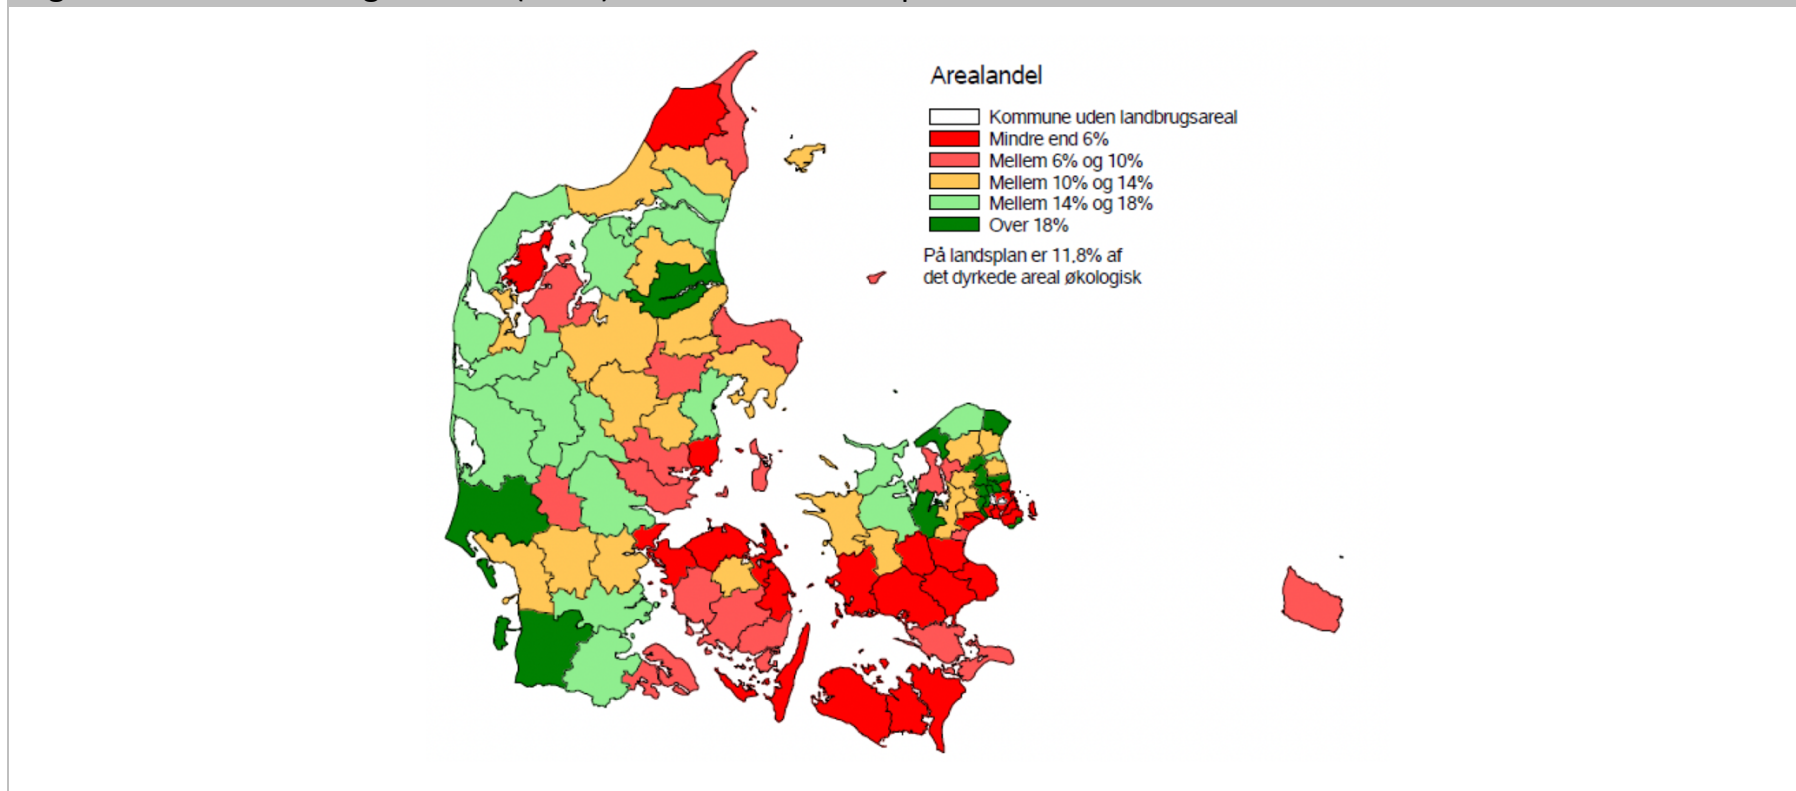 Arealandel
Kommune uden landbrugsareal
Mindre end 6%
Mellem 6% og 10%
Mellem 10% og 14%
Mellem 14% og 18%
Over 18%
På landsplan er 11,8% af
det dyrkede areal økologisk